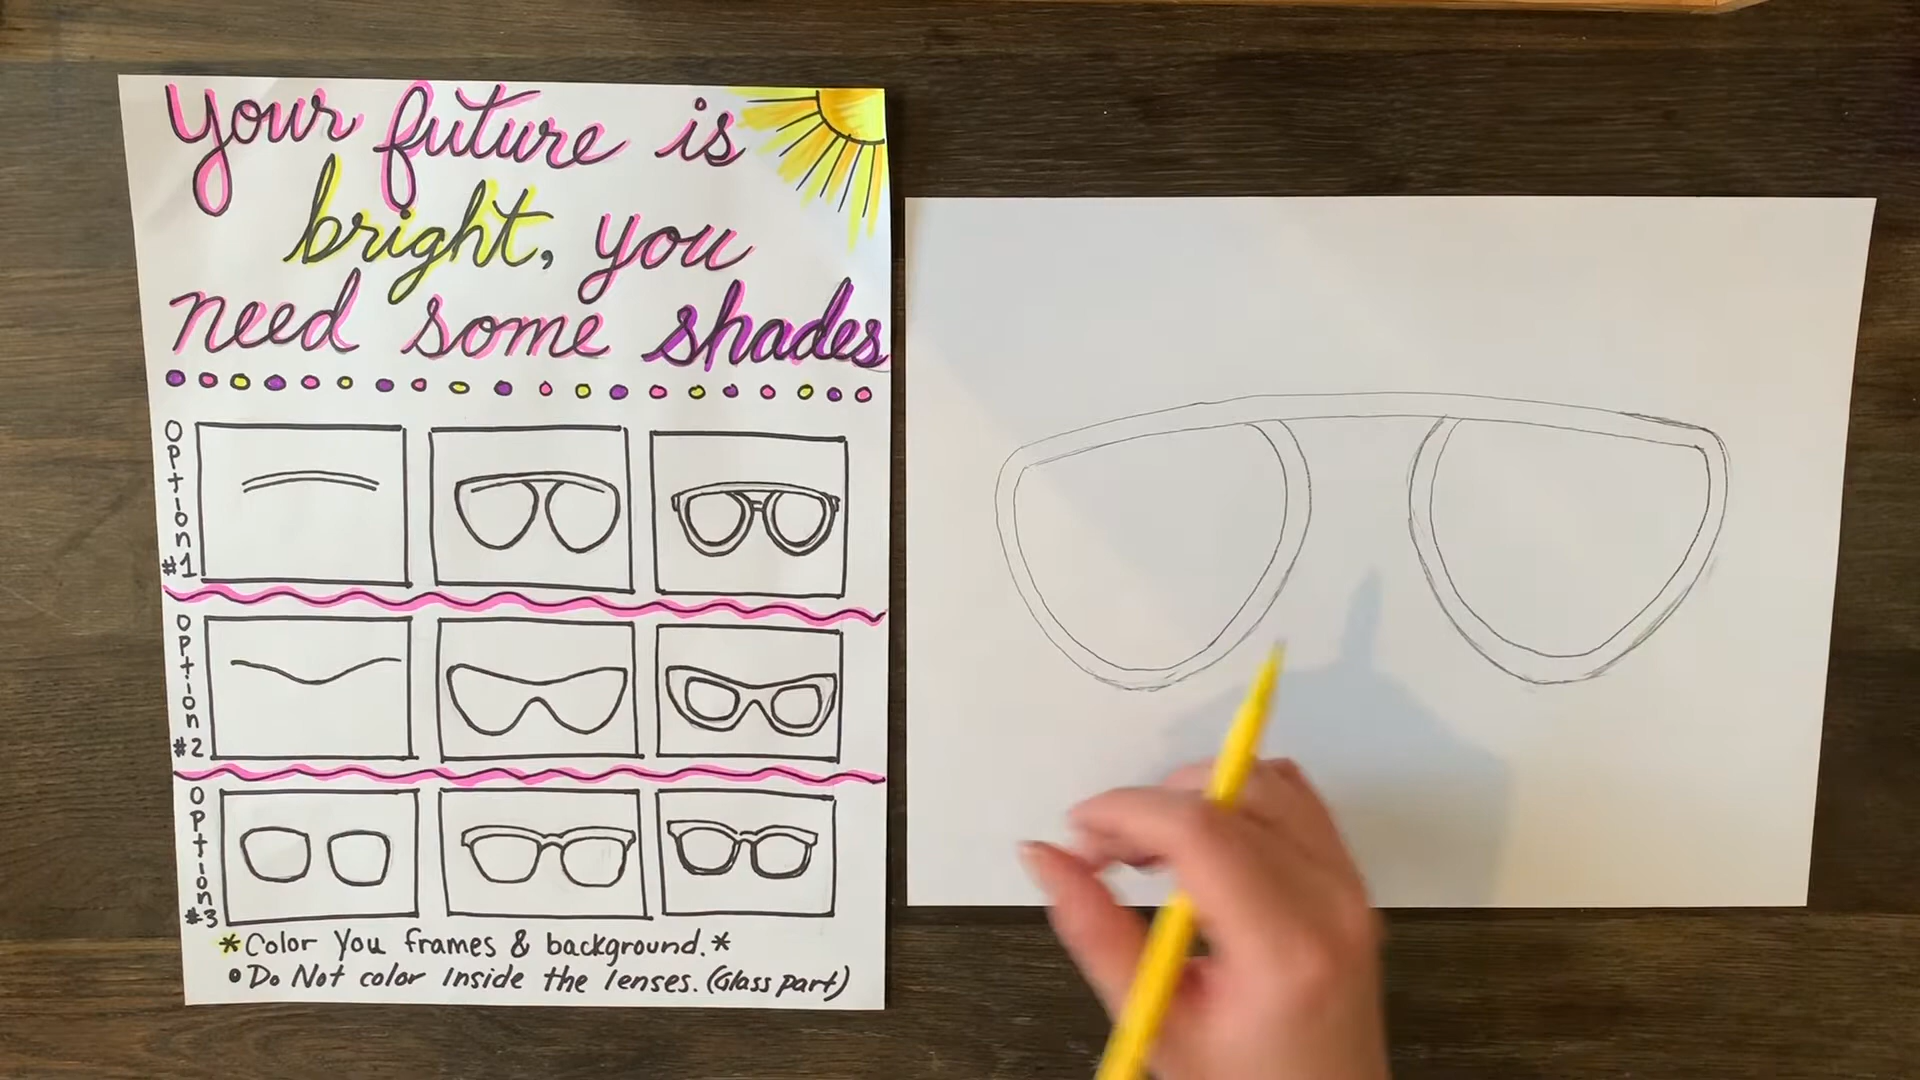 Your future is
bright, you
need some shades
Option #1
Option #2
Option #3
*Color You frames & background.*
•Do Not color inside the lenses. (Glass part)